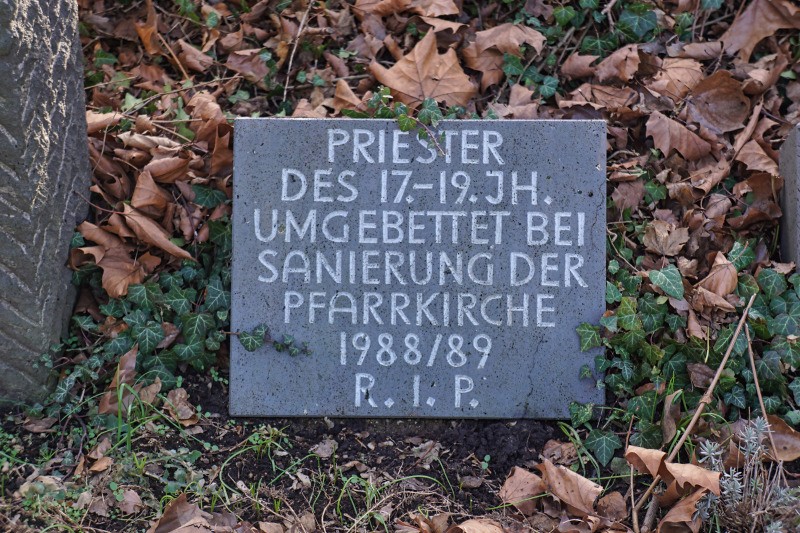 PRIESTER
DES 17.-19. JH.
UMGEBETTET BEI
SANIERUNG DER
PFARRKIRCHE
1988/89
R. I. P.